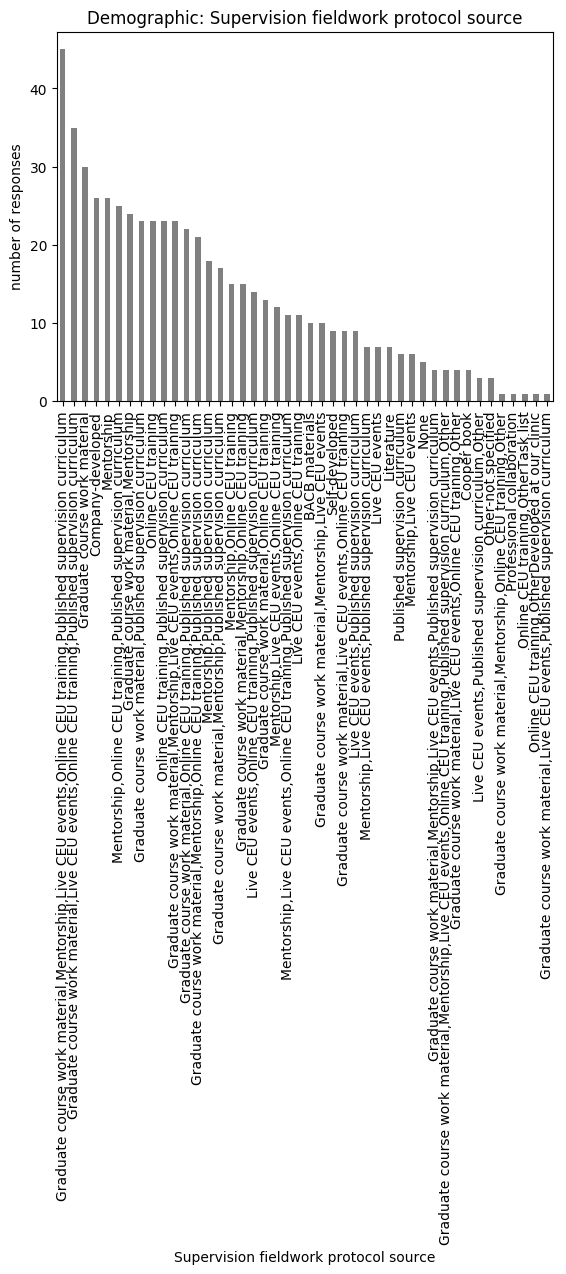 Demographic: Supervision fieldwork protocol source
number of responses
40
30
20
10
0
Graduate course work material,Mentorship,Live CEU events,Online CEU training,Published supervision curriculum
Graduate course work material,Live CEU events,Online CEU training,Published supervision curriculum
Graduate course work material
Company-developed
Mentorship
Mentorship,Online CEU training,Published supervision curriculum
Graduate course work material,Mentorship
Graduate course work material,Published supervision curriculum
Online CEU training
Online CEU training,Published supervision curriculum
Graduate course work material,Mentorship,Live CEU events,Online CEU training
Graduate course work material,Online CEU training,Published supervision curriculum
Graduate course work material,Mentorship,Online CEU training,Published supervision curriculum
Mentorship,Published supervision curriculum
Graduate course work material,Mentorship,Published supervision curriculum
Mentorship,Online CEU training
Graduate course work material,Mentorship,Online CEU training
Live CEU events,Online CEU training,Published supervision curriculum
Graduate course work material,Online CEU training
Mentorship,Live CEU events,Online CEU training
Mentorship,Live CEU events,Online CEU training,Published supervision curriculum
Live CEU events,Online CEU training
BACB materials
Graduate course work material,Mentorship,Live CEU events
Self-developed
Graduate course work material,Live CEU events,Online CEU training
Live CEU events,Published supervision curriculum
Mentorship,Live CEU events,Published supervision curriculum
Live CEU events
Literature
Published supervision curriculum
Mentorship,Live CEU events
None
Graduate course work material,Mentorship,Live CEU events,Published supervision curriculum
Graduate course work material,Mentorship,Live CEU events,Online CEU training,Published supervision curriculum,Other
Graduate course work material,Live CEU events,Online CEU training,Other
Cooper book
Live CEU events,Published supervision curriculum,Other
Other-not specified
Graduate course work material,Mentorship,Online CEU training,Other
Professional collaboration
Online CEU training,OtherTask list
Online CEU training,OtherDeveloped at our clinic
Graduate course work material,Live CEU events,Published supervision curriculum
Supervision fieldwork protocol source